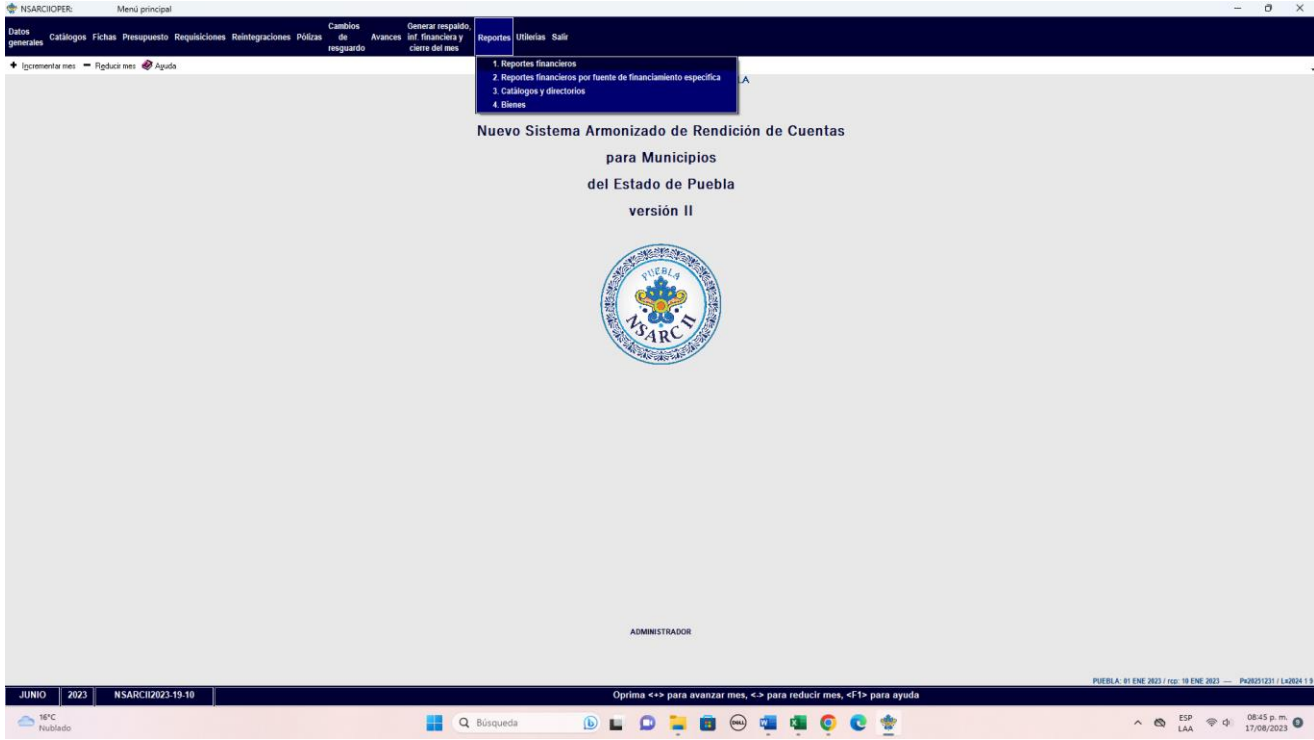 NSARCIIOPER: Menú principal
Datos generales Catálogos Fichas Presupuesto Requisiciones Reintegraciones Pólizas Cambios de resguardo Avances Generar respaldo, inf. financiera y cierre del mes Reportes Utilerías Salir
Incrementar mes Reducir mes Ayuda
1. Reportes financieros
2. Reportes financieros por fuente de financiamiento específica
LA
3. Catálogos y directorios
4. Bienes
Nuevo Sistema Armonizado de Rendición de Cuentas
para Municipios
del Estado de Puebla
versión II
PUEBLA
NSARC II
ADMINISTRADOR
PUEBLA: 01 ENE 2023 / rcp: 10 ENE 2023 --- Px20251231 / Lx2024 1 9
JUNIO 2023 NSARCII2023-19-10 Oprima <+> para avanzar mes, <-> para reducir mes, <F1> para ayuda
16°C
Nublado
Búsqueda
DELL
ESP
LAA
08:45 p. m.
17/08/2023